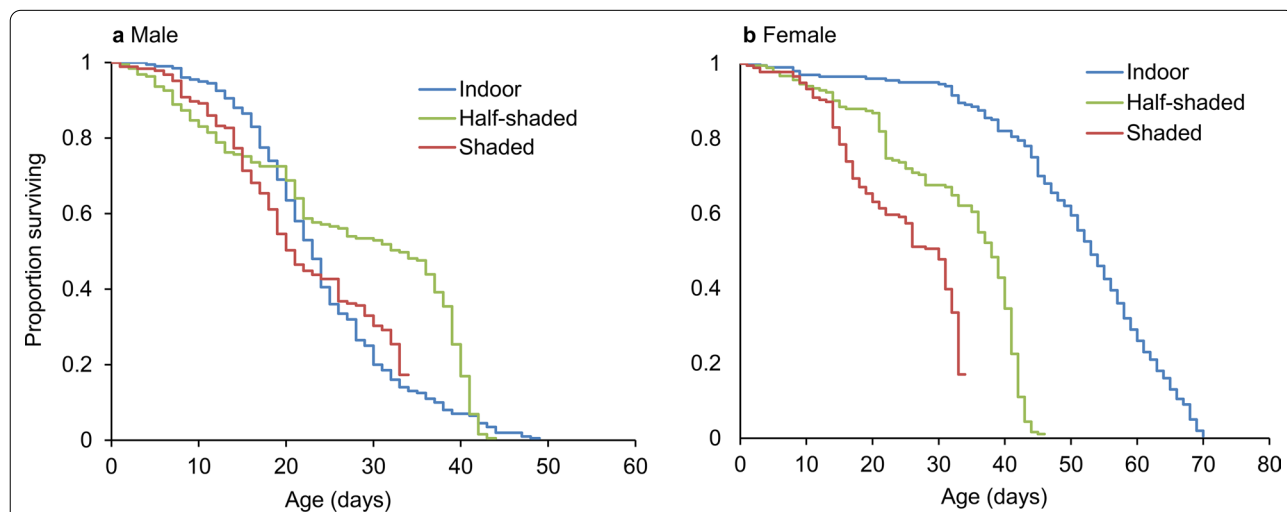 a Male
Proportion surviving
1
0.8
0.6
0.4
0.2
0
0 10 20 30 40 50 60
Age (days)
Indoor
Half-shaded
Shaded
b Female
1
0.8
0.6
0.4
0.2
0
0 10 20 30 40 50 60 70 80
Age (days)
Indoor
Half-shaded
Shaded